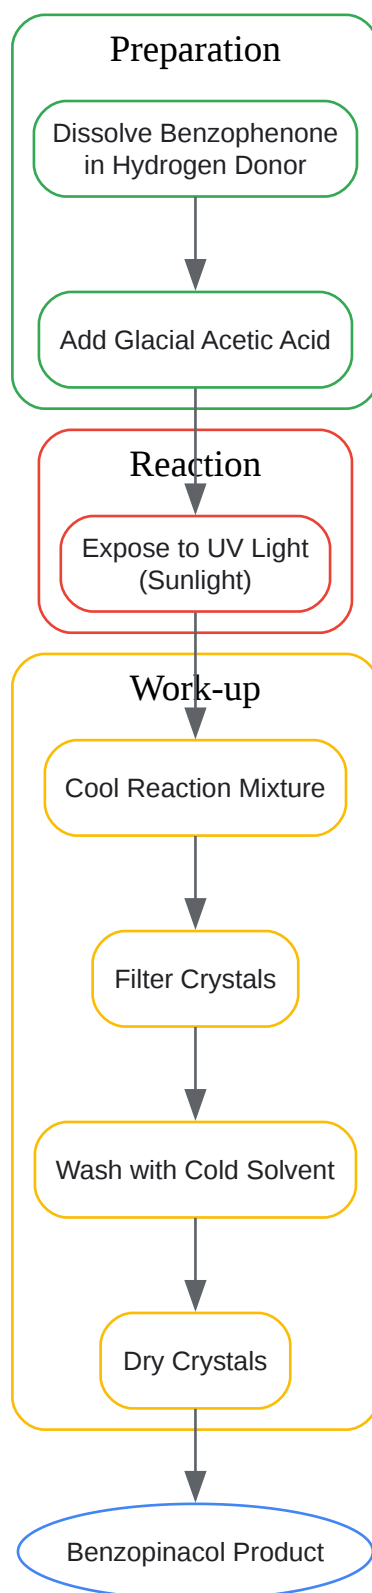 Preparation
Dissolve Benzophenone
in Hydrogen Donor
Add Glacial Acetic Acid
Reaction
Expose to UV Light
(Sunlight)
Work-up
Cool Reaction Mixture
Filter Crystals
Wash with Cold Solvent
Dry Crystals
Benzopinacol Product